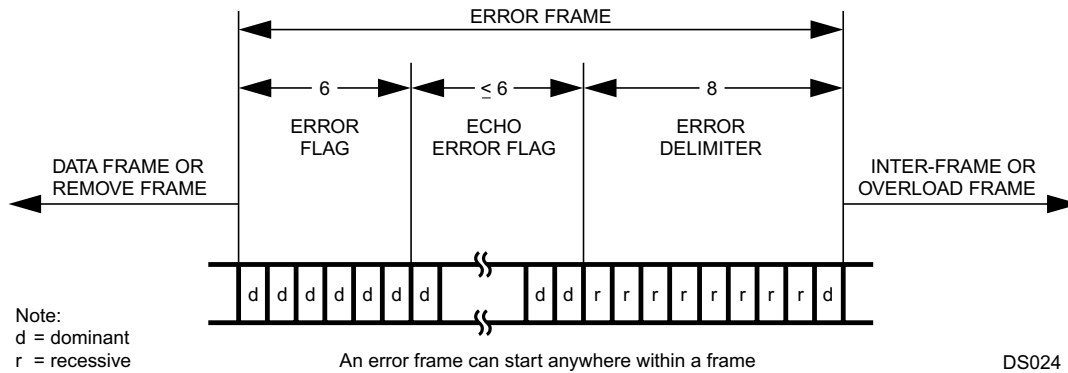 ERROR FRAME
6
≤ 6
8
ERROR
FLAG
ECHO
ERROR FLAG
ERROR
DELIMITER
DATA FRAME OR
REMOVE FRAME
INTER-FRAME OR
OVERLOAD FRAME
d d d d d d d d d r r r r r r r r d
Note:
d = dominant
r = recessive
An error frame can start anywhere within a frame
DS024